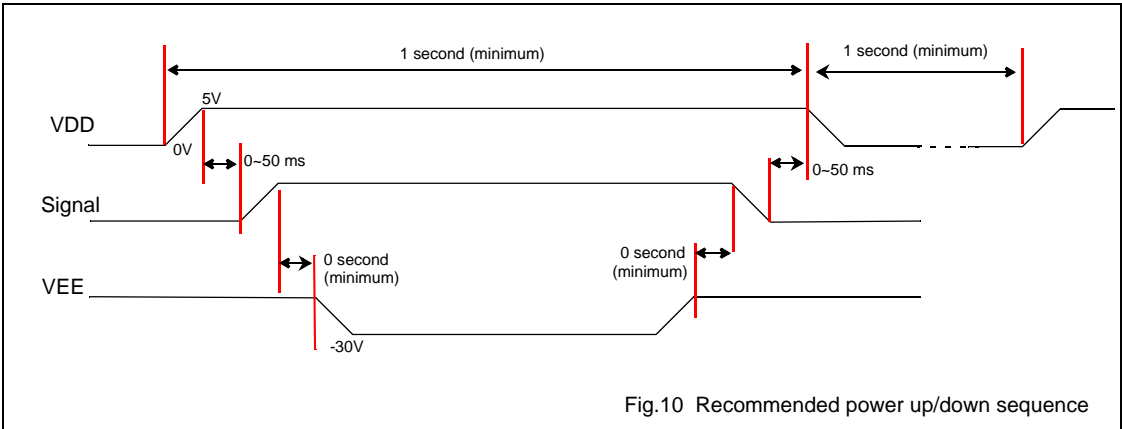 1 second (minimum)
1 second (minimum)
5V
VDD
0V
0~50 ms
0~50 ms
Signal
0 second
(minimum)
0 second
(minimum)
VEE
-30V
Fig.10 Recommended power up/down sequence